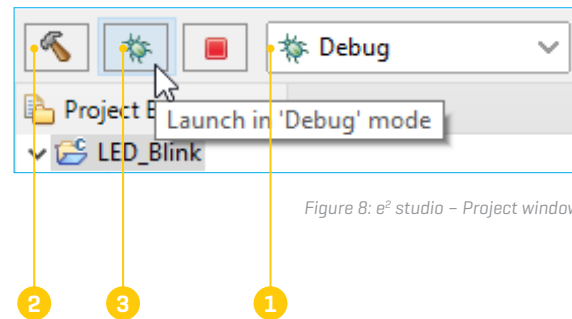 Debug
Project E
Launch in 'Debug' mode
LED_Blink
Figure 8: e² studio – Project window
2 3 1